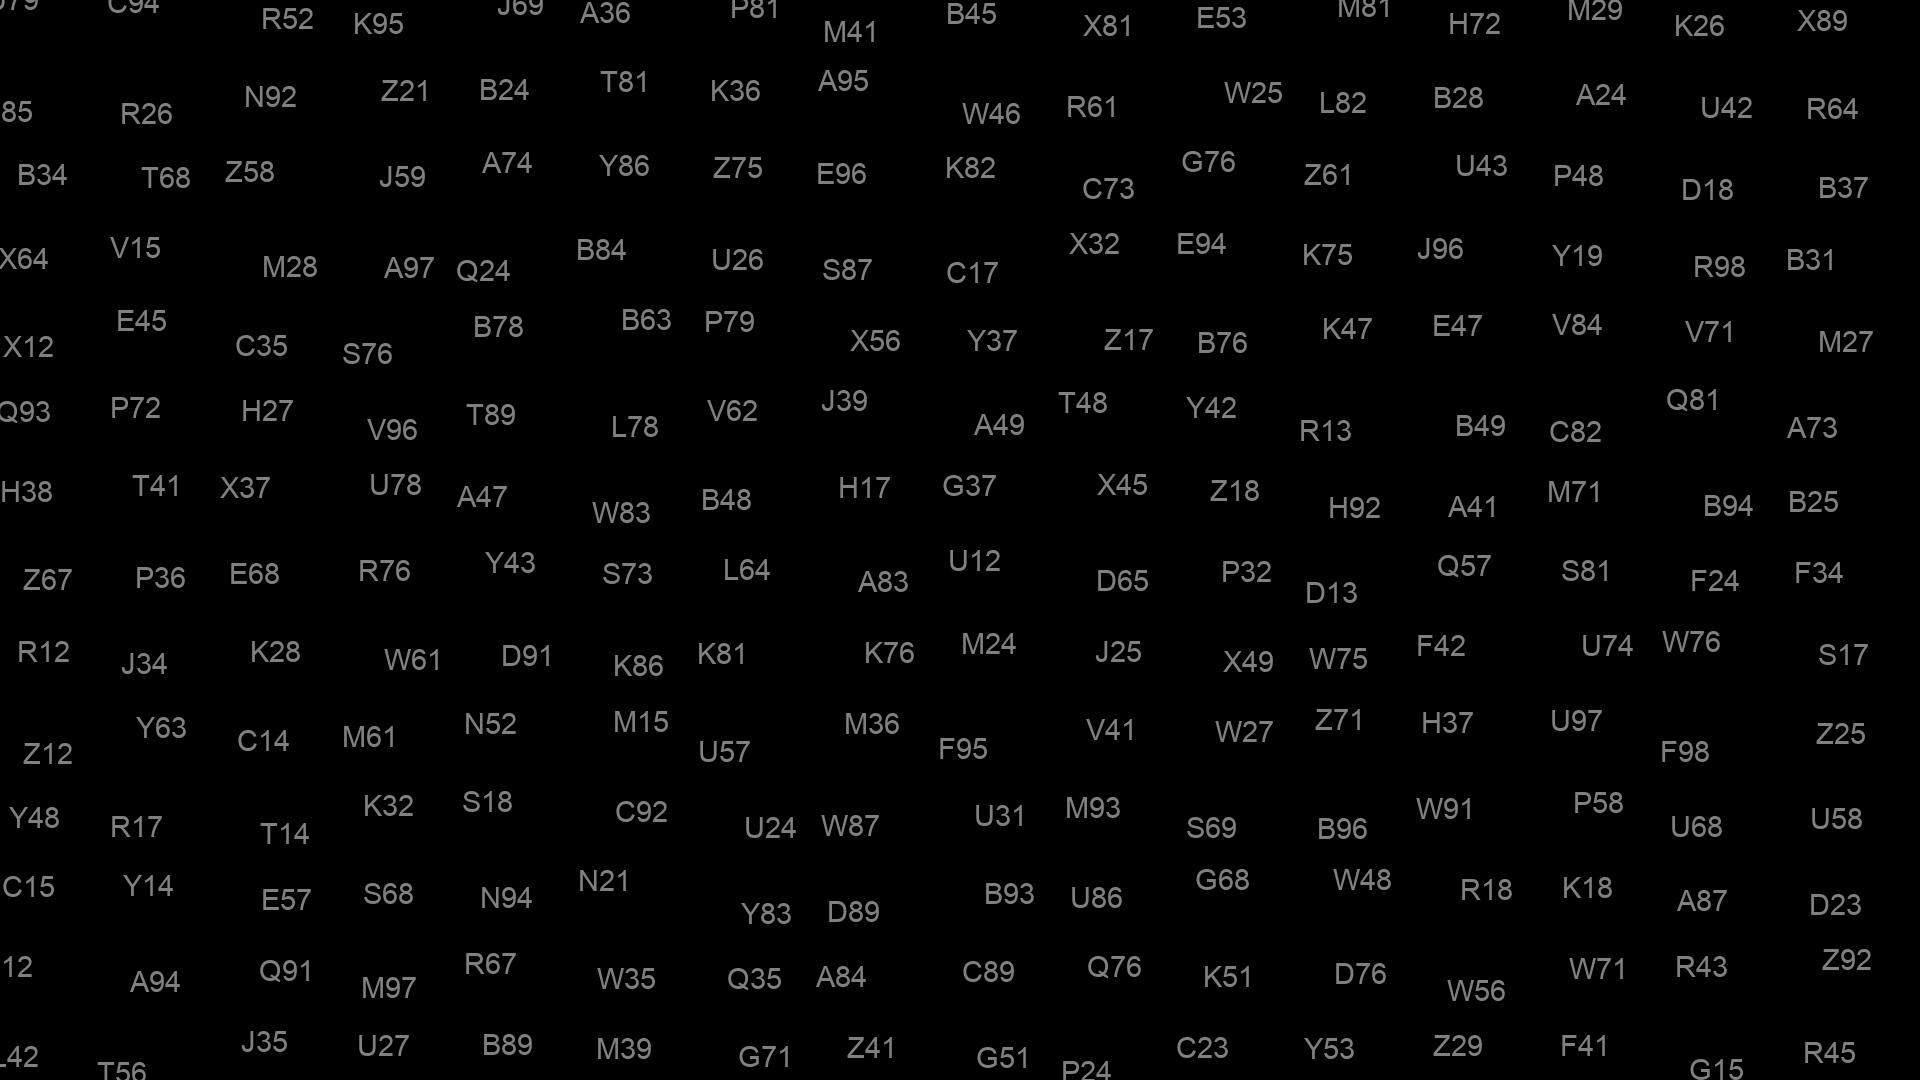 C94 R52 K95 J69 A36 P81 M41 B45 X81 E53 M81 H72 M29 K26 X89
85 R26 N92 Z21 B24 T81 K36 A95 W46 R61 W25 L82 B28 A24 U42 R64
B34 T68 Z58 J59 A74 Y86 Z75 E96 K82 C73 G76 Z61 U43 P48 D18 B37
X64 V15 M28 A97 Q24 B84 U26 S87 C17 X32 E94 K75 J96 Y19 R98 B31
X12 E45 C35 S76 B78 B63 P79 X56 Y37 Z17 B76 K47 E47 V84 V71 M27
Q93 P72 H27 V96 T89 L78 V62 J39 A49 T48 Y42 R13 B49 C82 Q81 A73
H38 T41 X37 U78 A47 W83 B48 H17 G37 X45 Z18 H92 A41 M71 B94 B25
Z67 P36 E68 R76 Y43 S73 L64 A83 U12 D65 P32 D13 Q57 S81 F24 F34
R12 J34 K28 W61 D91 K86 K81 K76 M24 J25 X49 W75 F42 U74 W76 S17
Z12 Y63 C14 M61 N52 M15 U57 M36 F95 V41 W27 Z71 H37 U97 F98 Z25
Y48 R17 T14 K32 S18 C92 U24 W87 U31 M93 S69 B96 W91 P58 U68 U58
C15 Y14 E57 S68 N94 N21 Y83 D89 B93 U86 G68 W48 R18 K18 A87 D23
12 A94 Q91 M97 R67 W35 Q35 A84 C89 Q76 K51 D76 W56 W71 R43 Z92
L42 T56 J35 U27 B89 M39 G71 Z41 G51 P24 C23 Y53 Z29 F41 G15 R45